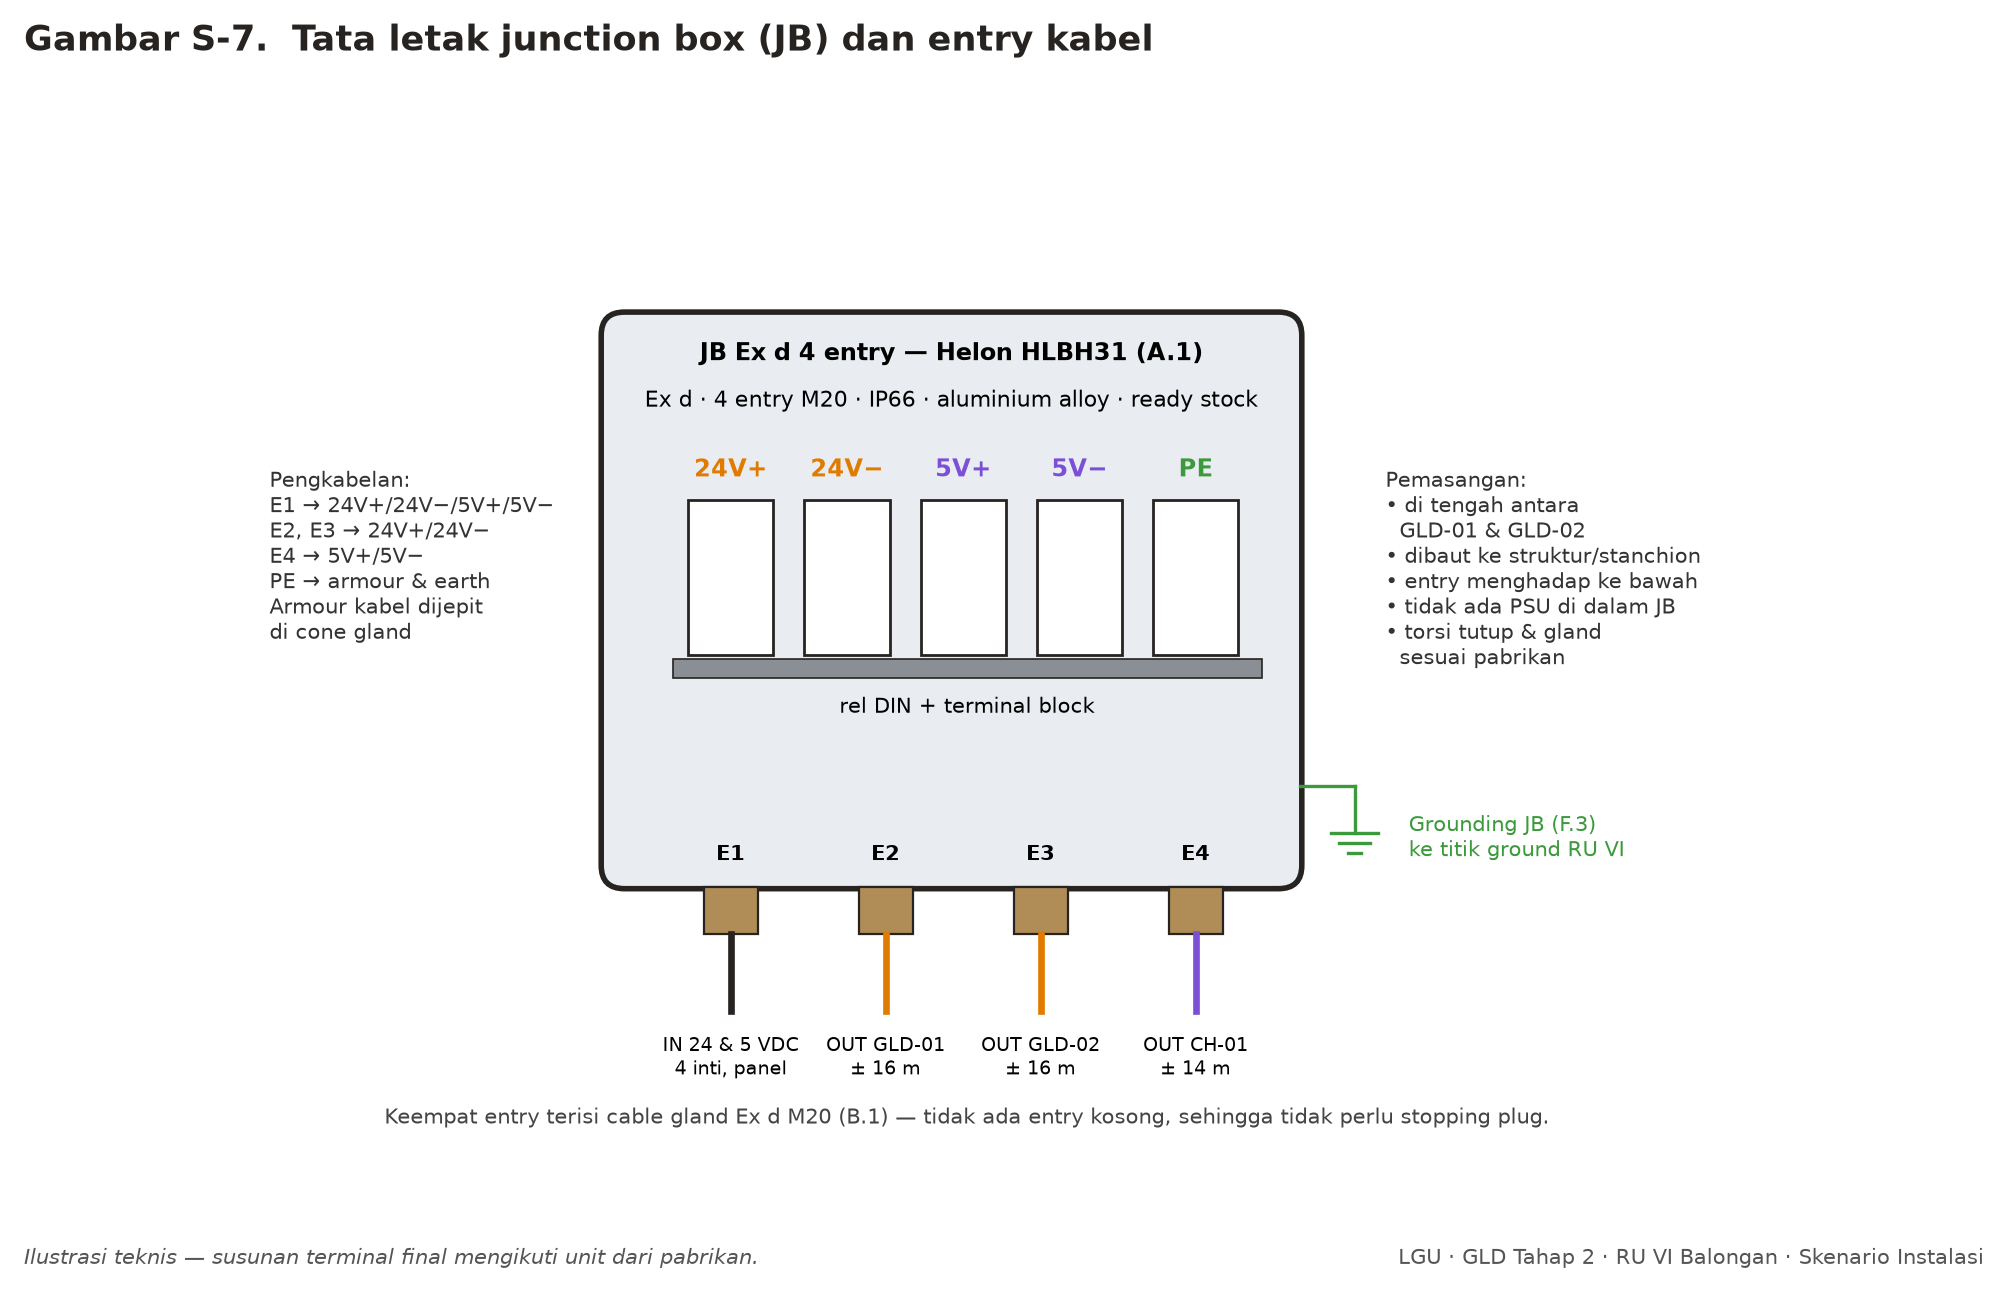 Gambar S-7.  Tata letak junction box (JB) dan entry kabel
JB Ex d 4 entry — Helon HLBH31 (A.1)
Ex d · 4 entry M20 · IP66 · aluminium alloy · ready stock
24V+ 24V− 5V+ 5V− PE
Pengkabelan:
E1 → 24V+/24V−/5V+/5V−
E2, E3 → 24V+/24V−
E4 → 5V+/5V−
PE → armour & earth
Armour kabel dijepit
di cone gland
Pemasangan:
• di tengah antara
GLD-01 & GLD-02
• dibaut ke struktur/stanchion
• entry menghadap ke bawah
• tidak ada PSU di dalam JB
• torsi tutup & gland
sesuai pabrikan
rel DIN + terminal block
Grounding JB (F.3)
ke titik ground RU VI
E1 E2 E3 E4
IN 24 & 5 VDC
4 inti, panel
OUT GLD-01
± 16 m
OUT GLD-02
± 16 m
OUT CH-01
± 14 m
Keempat entry terisi cable gland Ex d M20 (B.1) — tidak ada entry kosong, sehingga tidak perlu stopping plug.
Ilustrasi teknis — susunan terminal final mengikuti unit dari pabrikan.
LGU · GLD Tahap 2 · RU VI Balongan · Skenario Instalasi